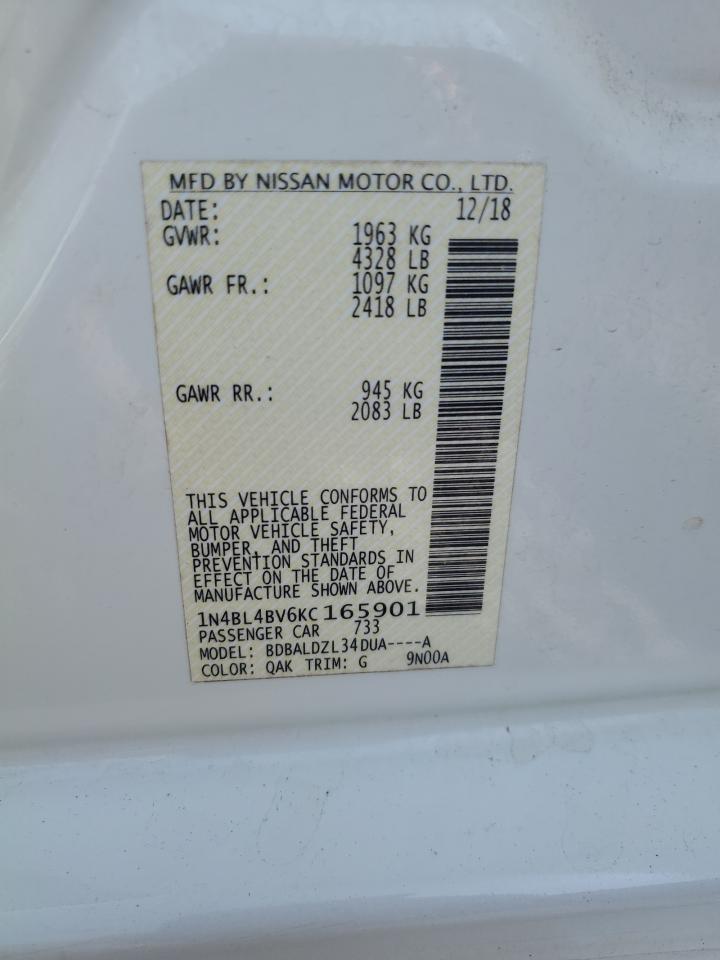 MFD BY NISSAN MOTOR CO., LTD.
DATE: 12/18
GVWR: 1963 KG
4328 LB
GAWR FR.: 1097 KG
2418 LB
GAWR RR.: 945 KG
2083 LB
THIS VEHICLE CONFORMS TO
ALL APPLICABLE FEDERAL
MOTOR VEHICLE SAFETY,
BUMPER, AND THEFT
PREVENTION STANDARDS IN
EFFECT ON THE DATE OF
MANUFACTURE SHOWN ABOVE.
1N4BL4BV6KC165901
PASSENGER CAR 733
MODEL: BDBALDZL34DUA----A
COLOR: QAK TRIM: G 9N00A